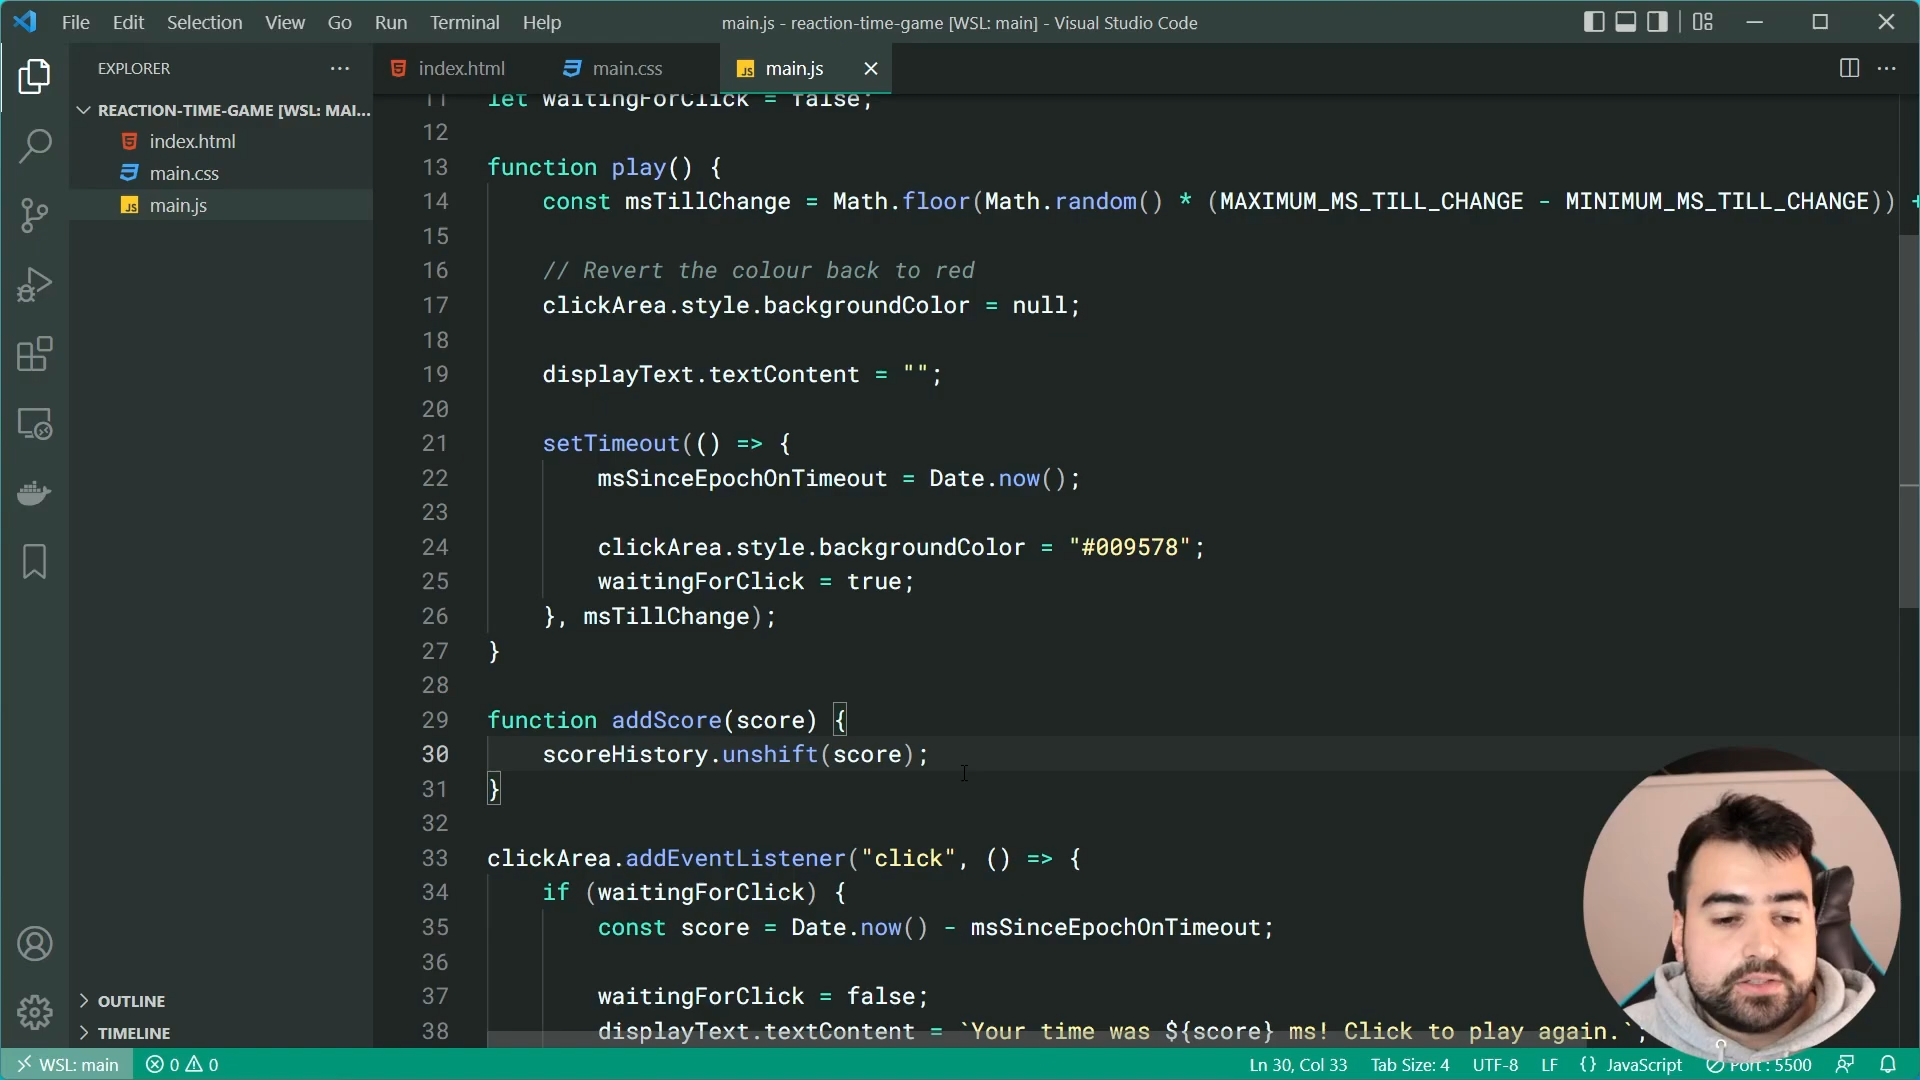 File Edit Selection View Go Run Terminal Help
main.js - reaction-time-game [WSL: main] - Visual Studio Code
EXPLORER
index.html
main.css
main.js
REACTION-TIME-GAME [WSL: MAI...
index.html
main.css
main.js
OUTLINE
TIMELINE
11 let waitingForClick = false;
12
13 function play() {
14 const msTillChange = Math.floor(Math.random() * (MAXIMUM_MS_TILL_CHANGE - MINIMUM_MS_TILL_CHANGE)) +
15
16 // Revert the colour back to red
17 clickArea.style.backgroundColor = null;
18
19 displayText.textContent = "";
20
21 setTimeout(() => {
22 msSinceEpochOnTimeout = Date.now();
23
24 clickArea.style.backgroundColor = "#009578";
25 waitingForClick = true;
26 }, msTillChange);
27 }
28
29 function addScore(score) {
30 scoreHistory.unshift(score);
31 }
32
33 clickArea.addEventListener("click", () => {
34 if (waitingForClick) {
35 const score = Date.now() - msSinceEpochOnTimeout;
36
37 waitingForClick = false;
38 displayText.textContent = `Your time was ${score} ms! Click to play again.`;
WSL: main 0 0 Ln 30, Col 33 Tab Size: 4 UTF-8 LF {} JavaScript Port : 5500